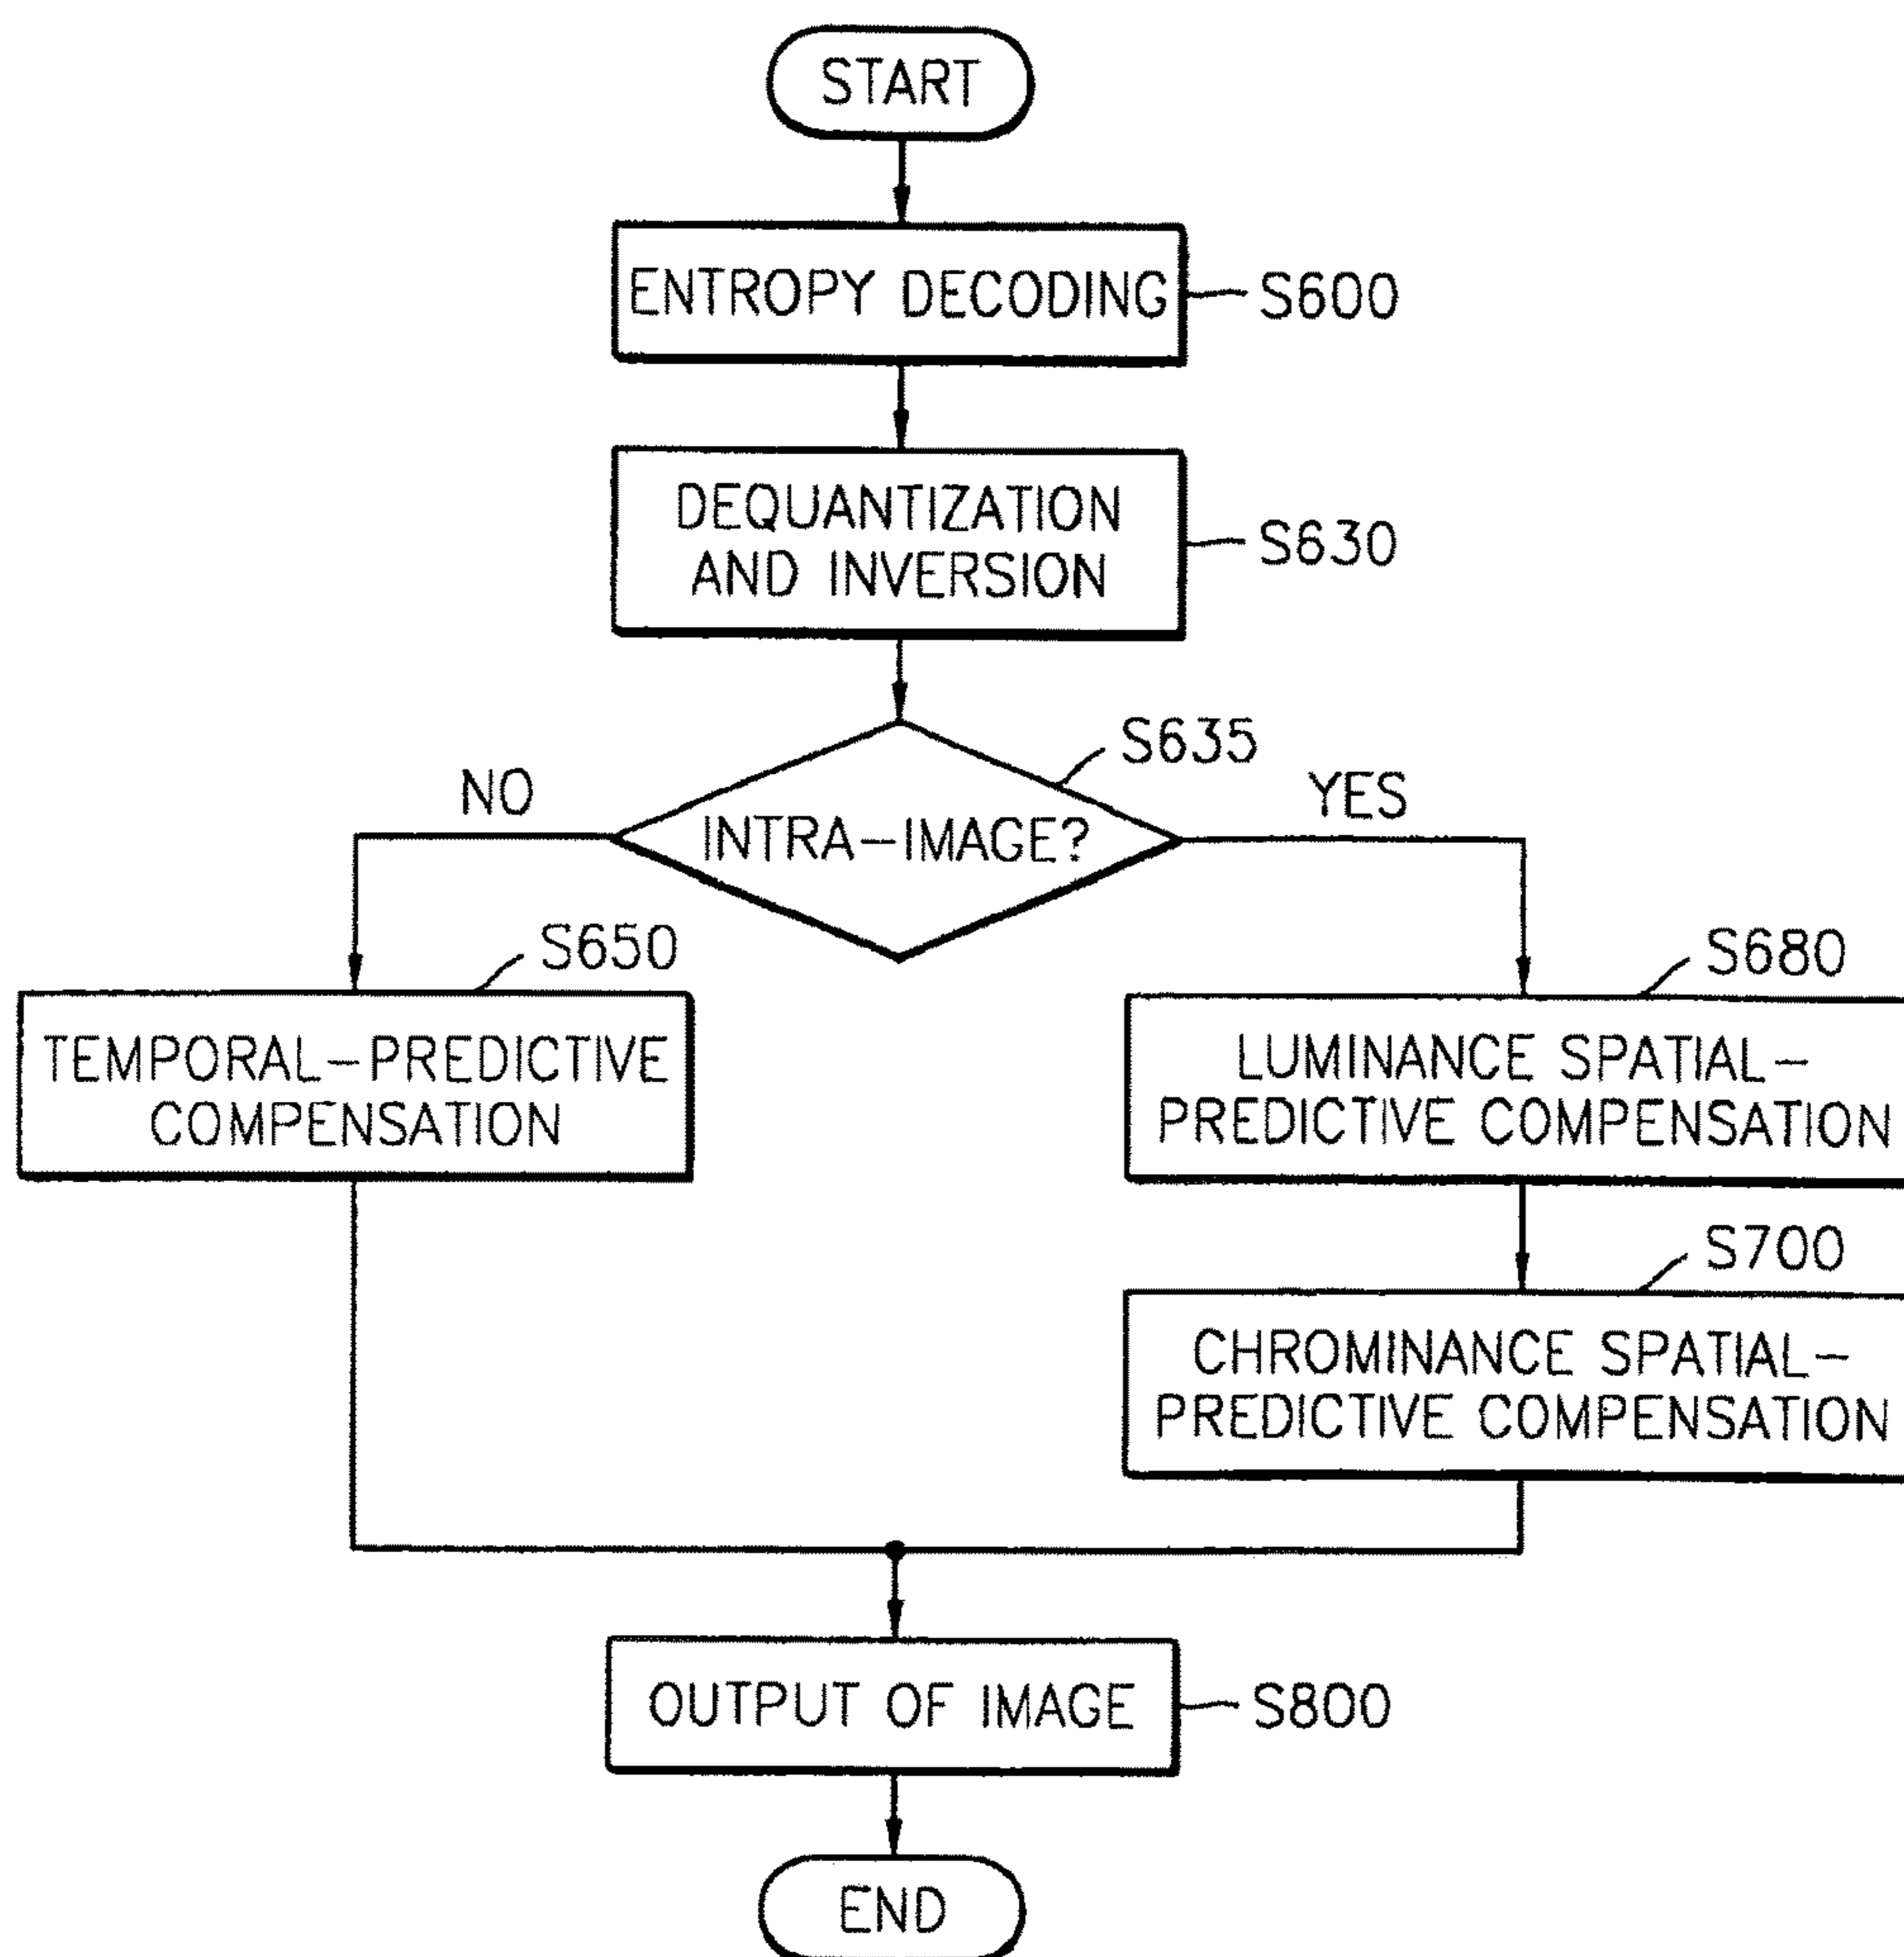 START
ENTROPY DECODING
S600
DEQUANTIZATION
AND INVERSION
S630
S635
NO
INTRA-IMAGE?
YES
S650
TEMPORAL-PREDICTIVE
COMPENSATION
S680
LUMINANCE SPATIAL-
PREDICTIVE COMPENSATION
S700
CHROMINANCE SPATIAL-
PREDICTIVE COMPENSATION
OUTPUT OF IMAGE
S800
END